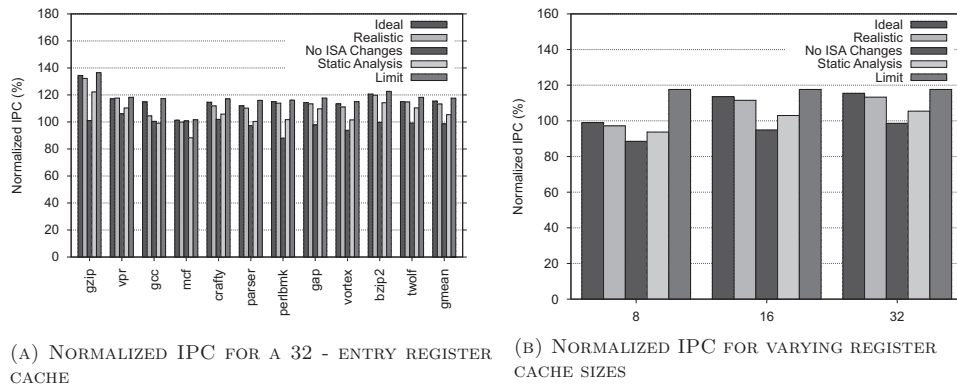 180
160
140
120
100
80
60
40
20
0
Normalized IPC (%)
Ideal
Realistic
No ISA Changes
Static Analysis
Limit
gzip
vpr
gcc
mcf
crafty
parser
perlbmk
gap
vortex
bzip2
twolf
gmean
(A) NORMALIZED IPC FOR A 32 - ENTRY REGISTER
CACHE
160
140
120
100
80
60
40
20
0
Normalized IPC (%)
Ideal
Realistic
No ISA Changes
Static Analysis
Limit
8
16
32
(B) NORMALIZED IPC FOR VARYING REGISTER
CACHE SIZES